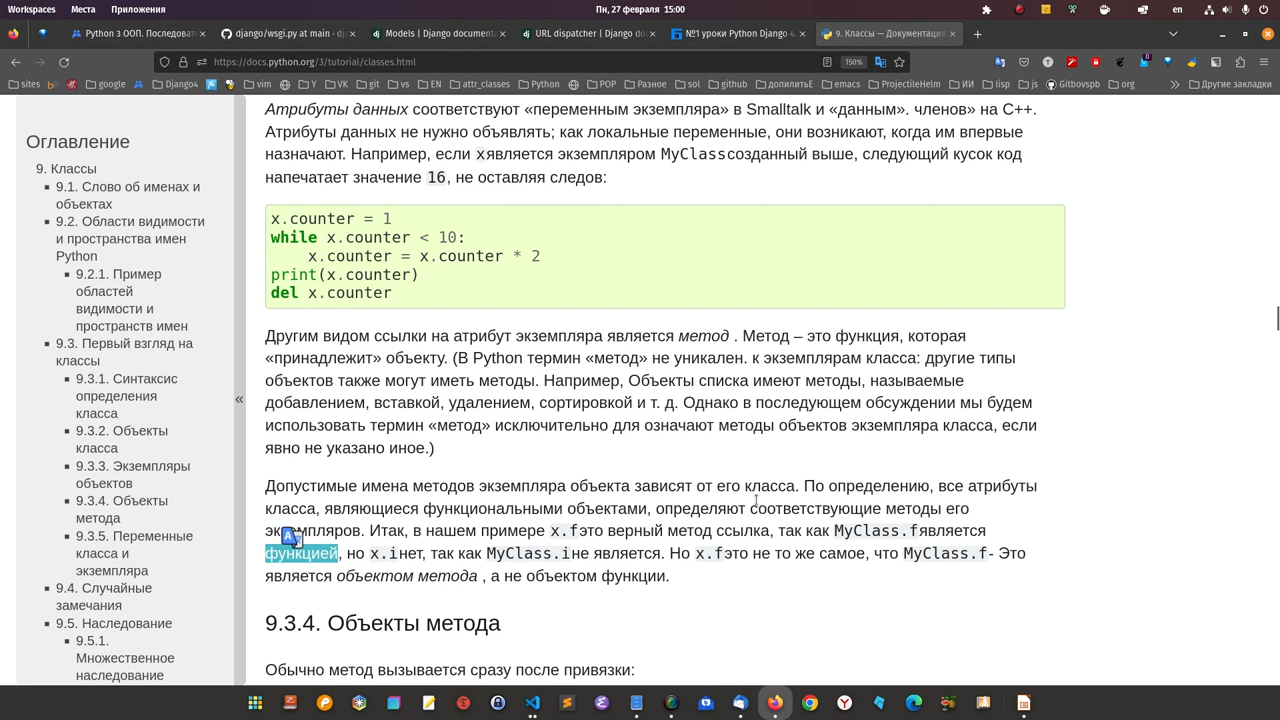 Workspaces Места Приложения Пн, 27 февраля 15:00 en
Python 3 ООП. Последоват django/wsgi.py at main · dj Models | Django document URL dispatcher | Django do №1 уроки Python Django 4. 9. Классы — Документация
https://docs.python.org/3/tutorial/classes.html 150%
sites google Django4 vim VK git vs EN attr_classes Python POP Разное sol github допилитьЕ emacs ProjectileHelm ИИ lisp js Gitbovspb org Другие закладки
Оглавление
9. Классы
9.1. Слово об именах и
объектах
9.2. Области видимости
и пространства имен
Python
9.2.1. Пример
областей
видимости и
пространств имен
9.3. Первый взгляд на
классы
9.3.1. Синтаксис
определения
класса
9.3.2. Объекты
класса
9.3.3. Экземпляры
объектов
9.3.4. Объекты
метода
9.3.5. Переменные
класса и
экземпляра
9.4. Случайные
замечания
9.5. Наследование
9.5.1.
Множественное
наследование
«
Атрибуты данных соответствуют «переменным экземпляра» в Smalltalk и «данным». членов» на C++.
Атрибуты данных не нужно объявлять; как локальные переменные, они возникают, когда им впервые
назначают. Например, если xявляется экземпляром MyClassсозданный выше, следующий кусок код
напечатает значение 16, не оставляя следов:
x.counter = 1
while x.counter < 10:
    x.counter = x.counter * 2
print(x.counter)
del x.counter
Другим видом ссылки на атрибут экземпляра является метод . Метод – это функция, которая
«принадлежит» объекту. (В Python термин «метод» не уникален. к экземплярам класса: другие типы
объектов также могут иметь методы. Например, Объекты списка имеют методы, называемые
добавлением, вставкой, удалением, сортировкой и т. д. Однако в последующем обсуждении мы будем
использовать термин «метод» исключительно для означают методы объектов экземпляра класса, если
явно не указано иное.)
Допустимые имена методов экземпляра объекта зависят от его класса. По определению, все атрибуты
класса, являющиеся функциональными объектами, определяют соответствующие методы его
экземпляров. Итак, в нашем примере x.fэто верный метод ссылка, так как MyClass.fявляется
функцией, но x.iнет, так как MyClass.iне является. Но x.fэто не то же самое, что MyClass.f- Это
является объектом метода , а не объектом функции.
9.3.4. Объекты метода
Обычно метод вызывается сразу после привязки: